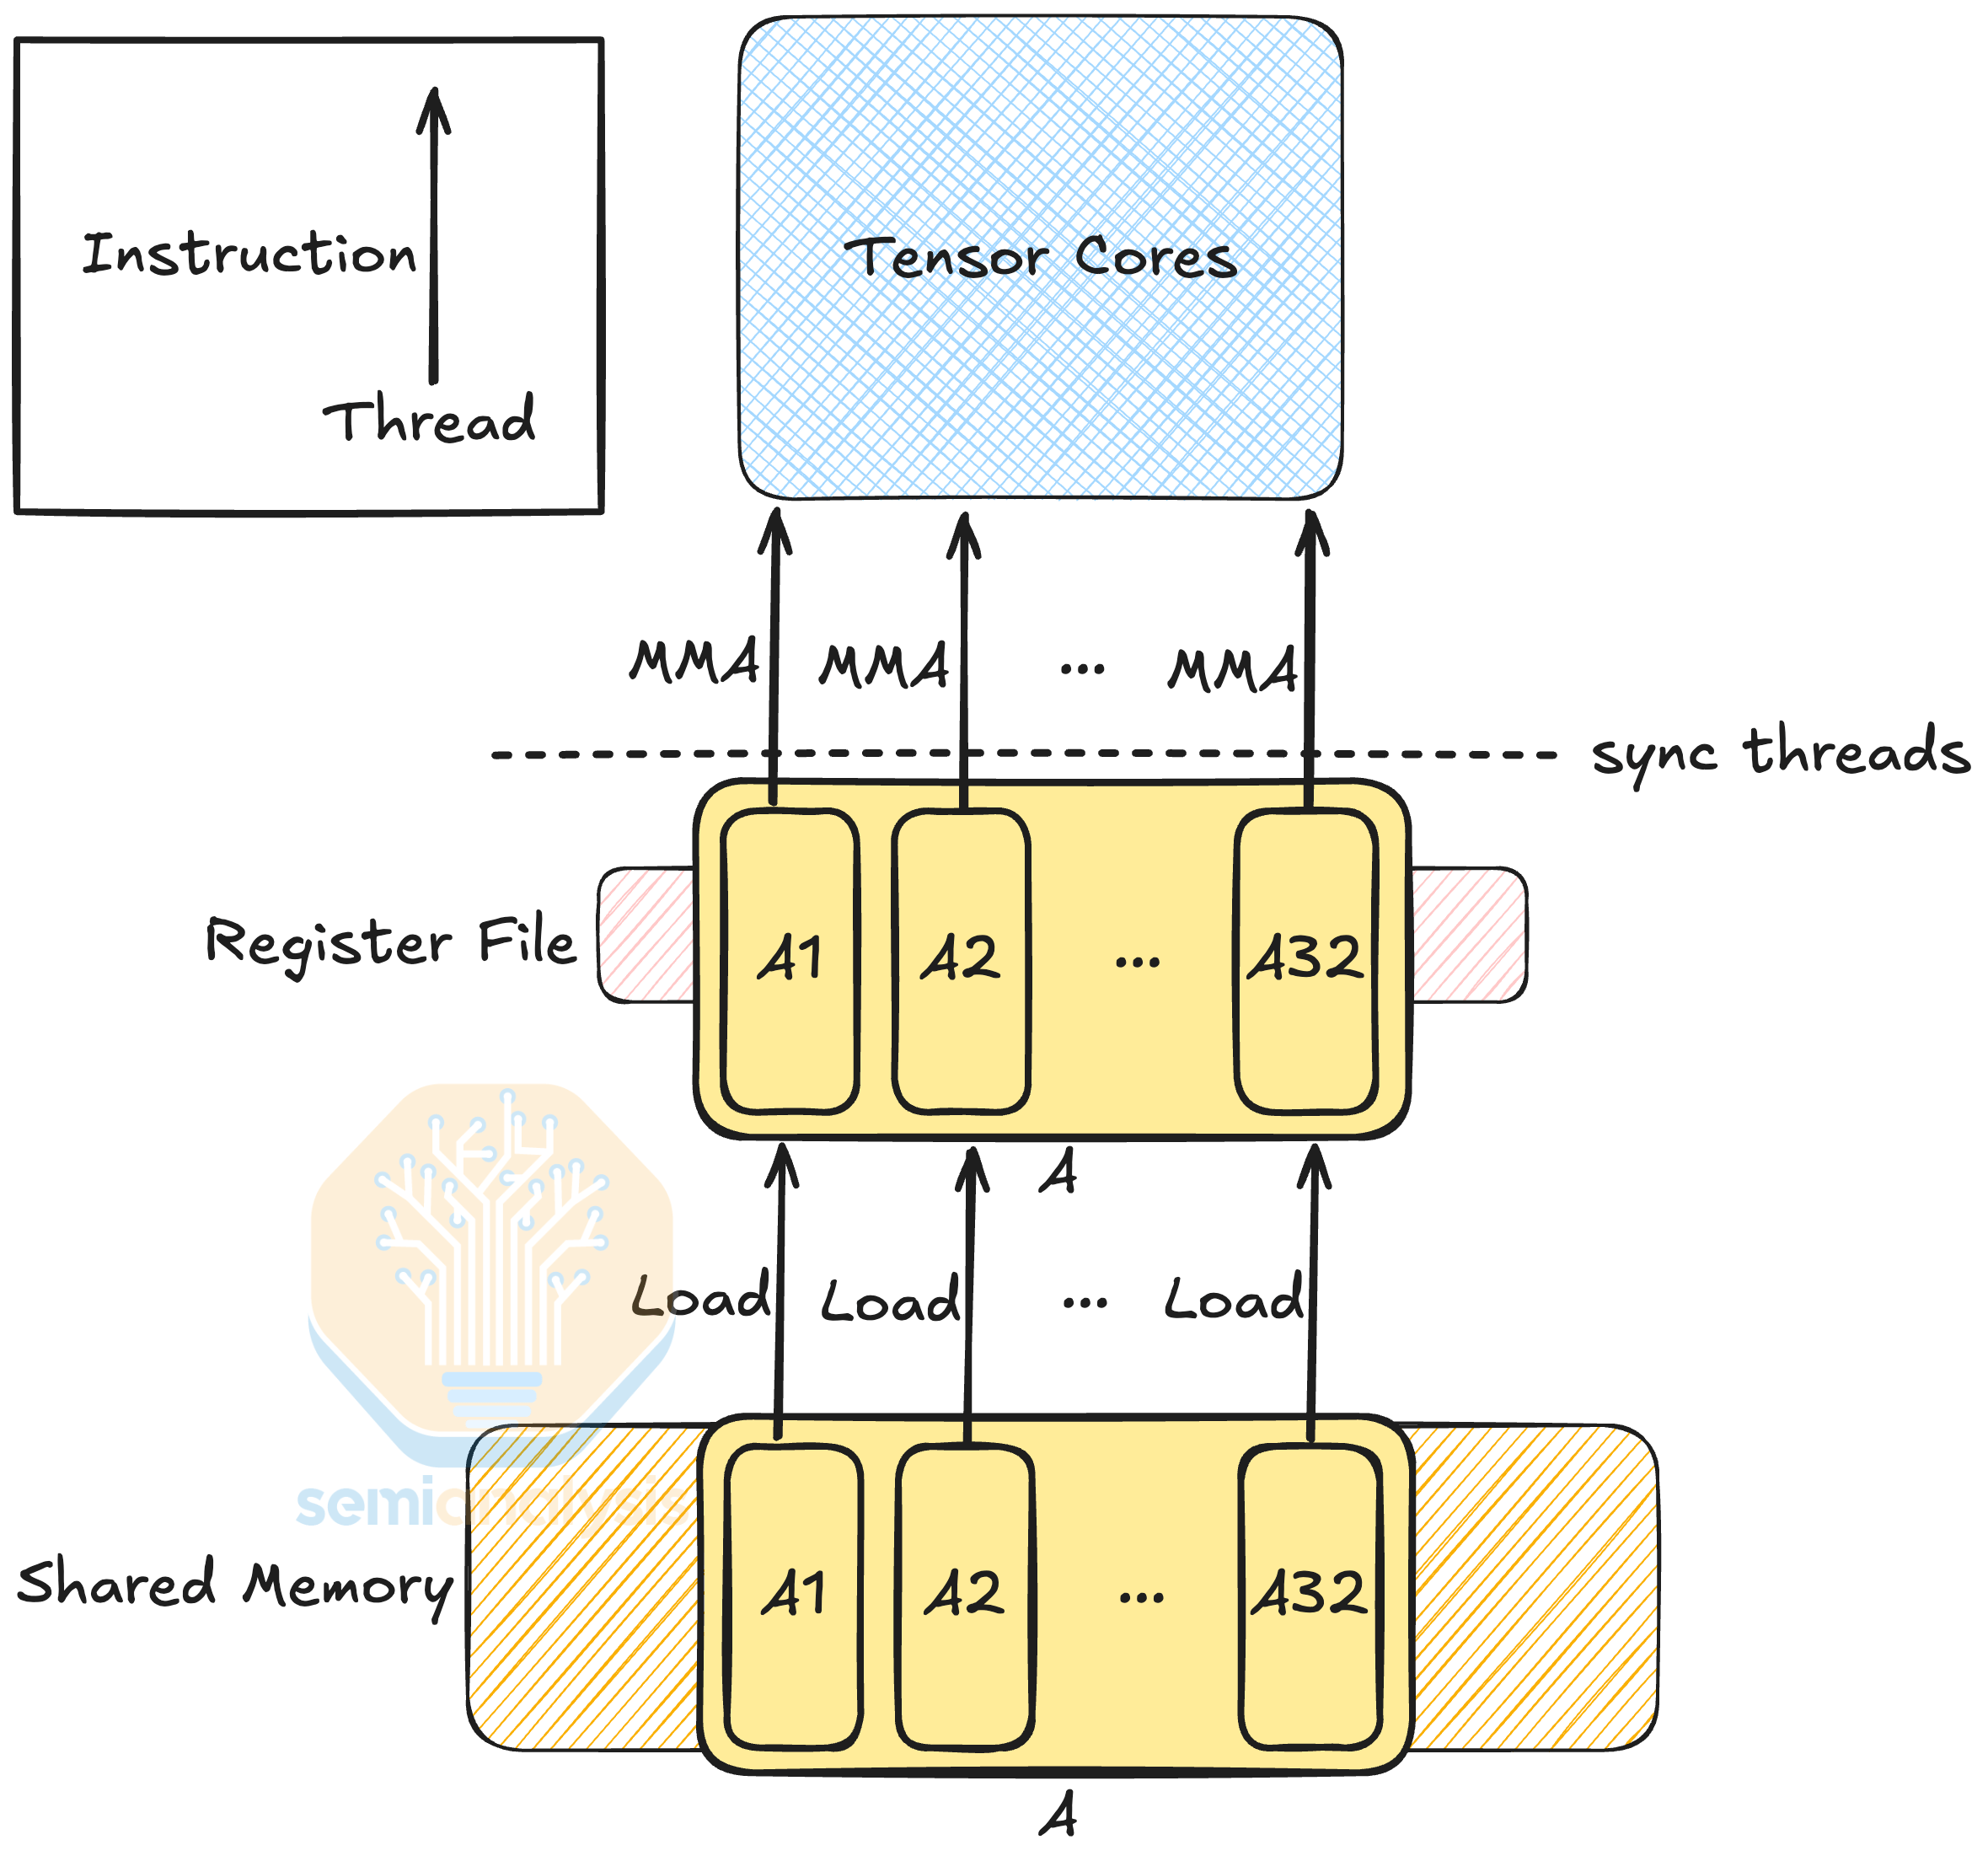 Instruction
Thread
Tensor Cores
MMA MMA ... MMA
sync threads
Register File
A1 A2 ... A32
A
Load Load ... Load
semianalysis
Shared Memory
A1 A2 ... A32
A